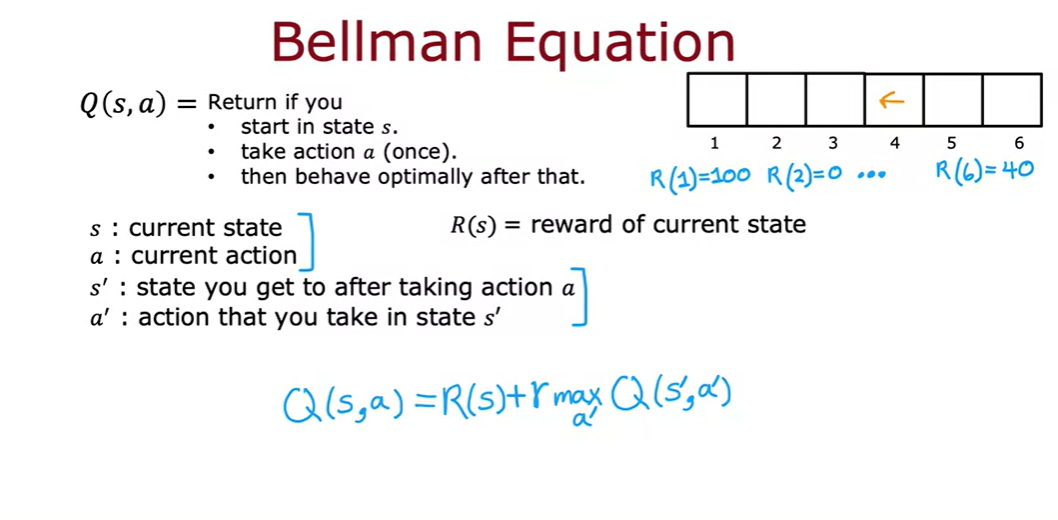 Bellman Equation
Q(s, a) = Return if you
• start in state s.
• take action a (once).
• then behave optimally after that.
←
1 2 3 4 5 6
R(1)=100 R(2)=0 ••• R(6)=40
s : current state
a : current action
R(s) = reward of current state
s′ : state you get to after taking action a
a′ : action that you take in state s′
Q(s,a) = R(s)+γ max Q(s′,a′)
a′